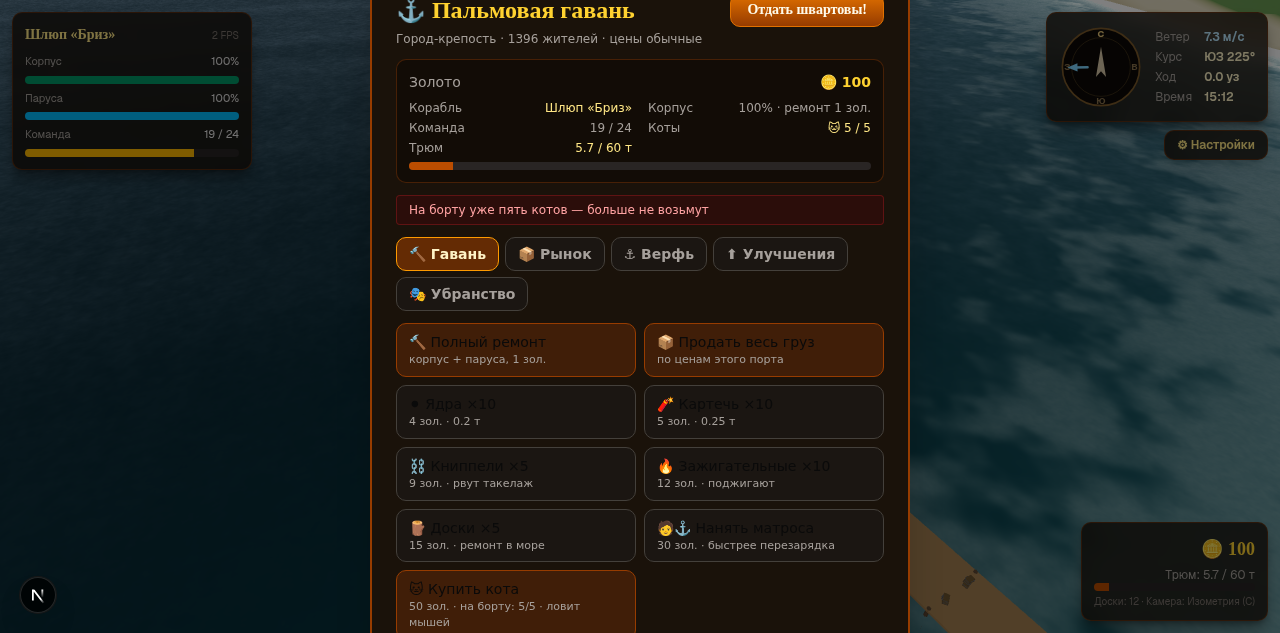 Шлюп «Бриз»
2 FPS
Корпус 100%
Паруса 100%
Команда 19 / 24
⚓ Пальмовая гавань
Отдать швартовы!
Город-крепость · 1396 жителей · цены обычные
Золото 🪙 100
Корабль Шлюп «Бриз» Корпус 100% · ремонт 1 зол.
Команда 19 / 24 Коты 🐱 5 / 5
Трюм 5.7 / 60 т
На борту уже пять котов — больше не возьмут
🔨 Гавань 📦 Рынок ⚓ Верфь ⬆ Улучшения
🎭 Убранство
🔨 Полный ремонт
корпус + паруса, 1 зол.
📦 Продать весь груз
по ценам этого порта
Ядра ×10
4 зол. · 0.2 т
🧨 Картечь ×10
5 зол. · 0.25 т
⛓ Книппели ×5
9 зол. · рвут такелаж
🔥 Зажигательные ×10
12 зол. · поджигают
🪵 Доски ×5
15 зол. · ремонт в море
🧑⚓ Нанять матроса
30 зол. · быстрее перезарядка
🐱 Купить кота
50 зол. · на борту: 5/5 · ловит
мышей
С
З
В
Ю
Ветер 7.3 м/с
Курс ЮЗ 225°
Ход 0.0 уз
Время 15:12
⚙ Настройки
🪙 100
Трюм: 5.7 / 60 т
Доски: 12 · Камера: Изометрия (C)
N